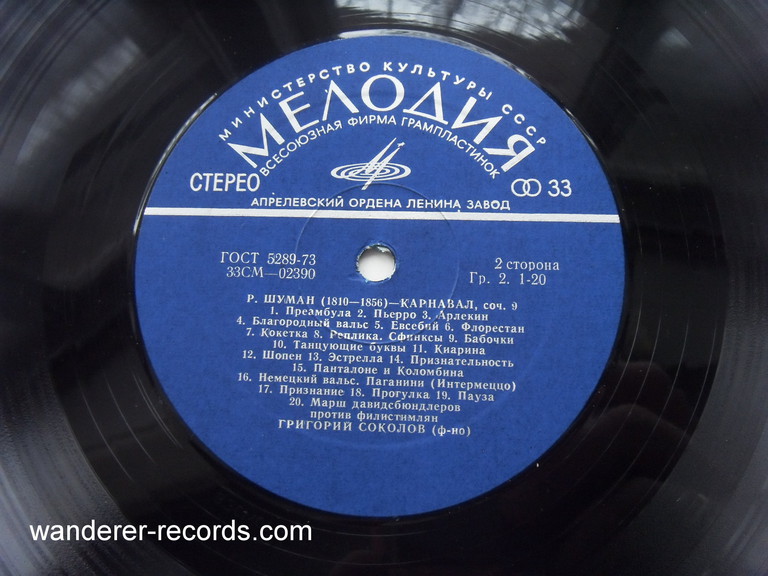 МИНИСТЕРСТВО КУЛЬТУРЫ СССР
МЕЛОДИЯ
ВСЕСОЮЗНАЯ ФИРМА ГРАМПЛАСТИНОК
СТЕРЕО 33
АПРЕЛЕВСКИЙ ОРДЕНА ЛЕНИНА ЗАВОД
ГОСТ 5289-73
33СМ—02390
2 сторона
Гр. 2. 1-20
Р. ШУМАН (1810—1856)—КАРНАВАЛ, соч. 9
1. Преамбула 2. Пьерро 3. Арлекин
4. Благородный вальс 5. Евсебий 6. Флорестан
7. Кокетка 8. Реплика. Сфинксы 9. Бабочки
10. Танцующие буквы 11. Киарина
12. Шопен 13. Эстрелла 14. Признательность
15. Панталоне и Коломбина
16. Немецкий вальс. Паганини (Интермеццо)
17. Признание 18. Прогулка 19. Пауза
20. Марш давидсбюндлеров
против филистимлян
ГРИГОРИЙ СОКОЛОВ (ф-но)
wanderer-records.com